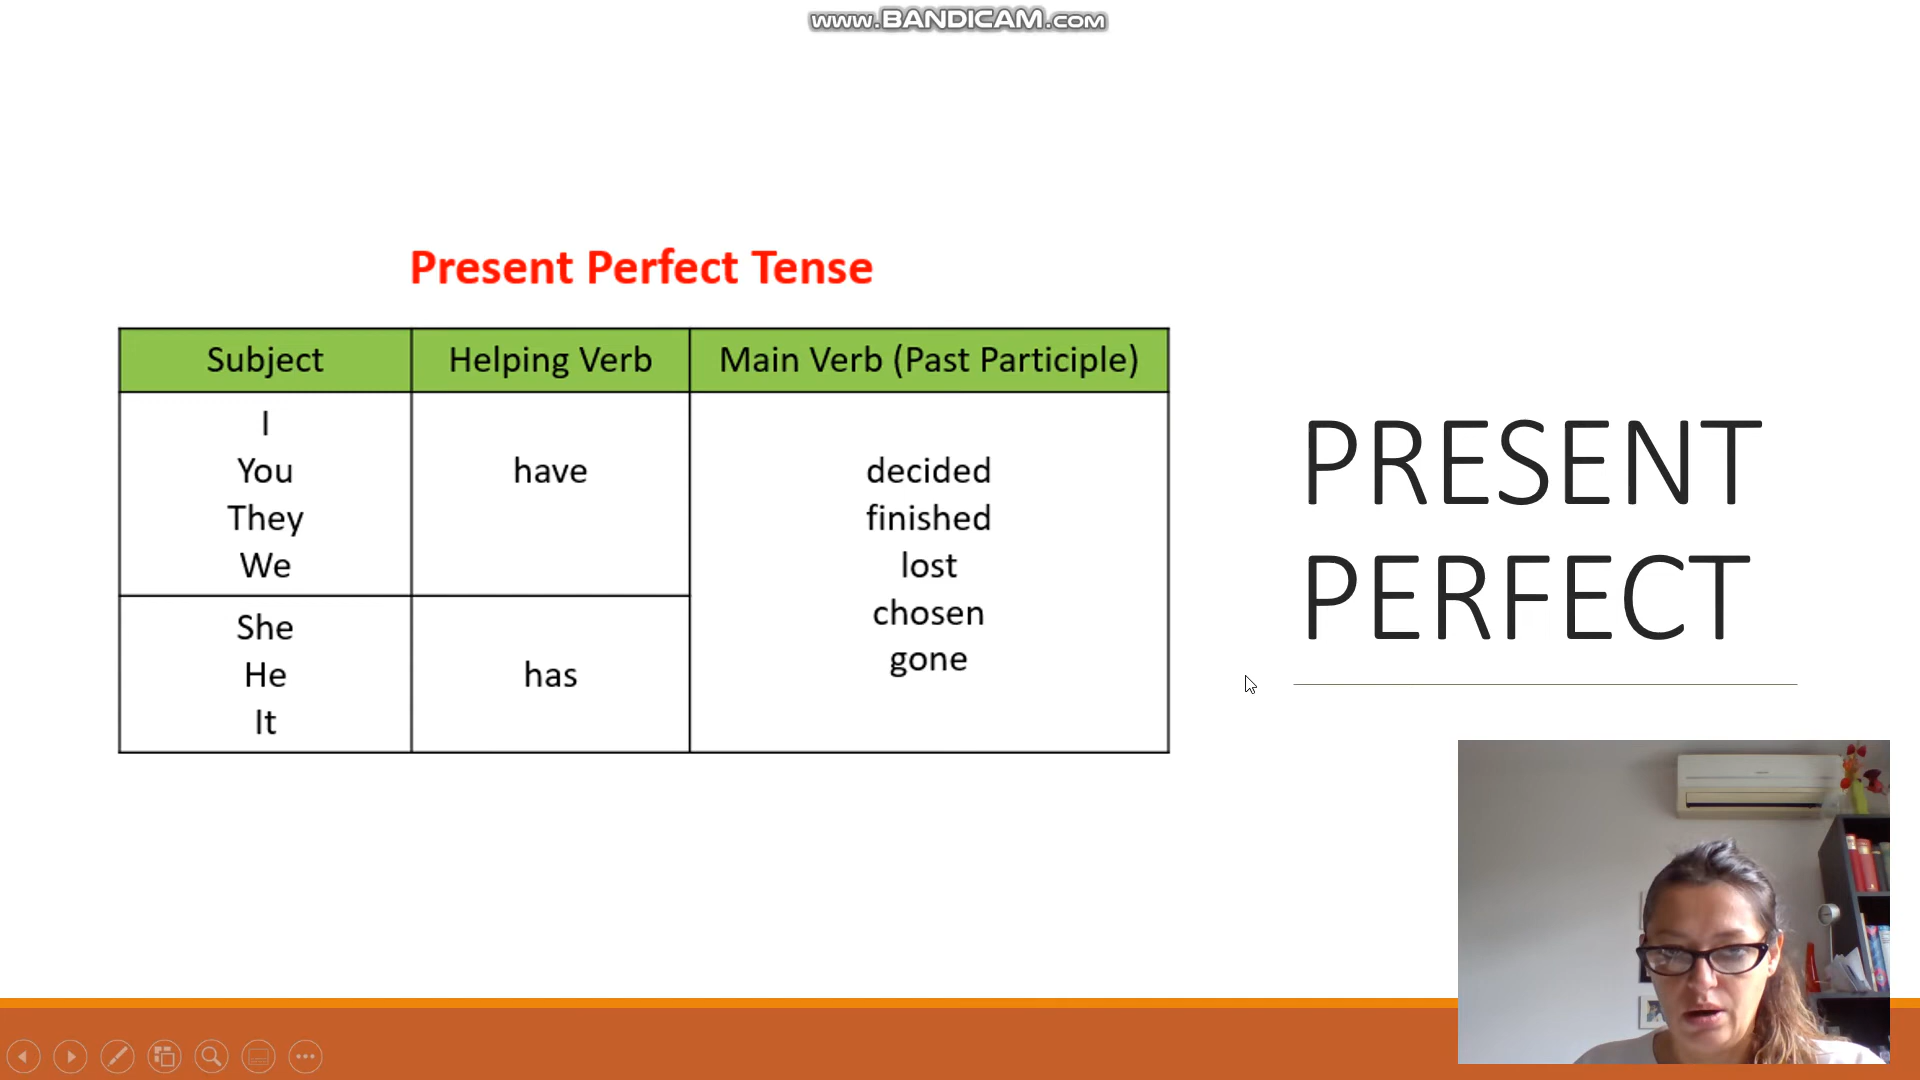 www.BANDICAM.com
Present Perfect Tense
Subject Helping Verb Main Verb (Past Participle)
I
You
They
We
have
She
He
It
has
decided
finished
lost
chosen
gone
PRESENT
PERFECT